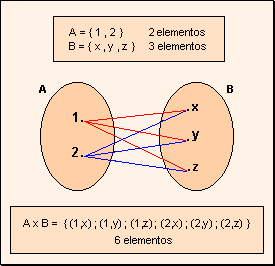 A = { 1 , 2 } 2 elementos
B = { x , y , z } 3 elementos
A B
1. .x
.y
2. .z
A x B = { (1,x) ; (1,y) ; (1,z) ; (2,x) ; (2,y) ; (2,z) }
6 elementos